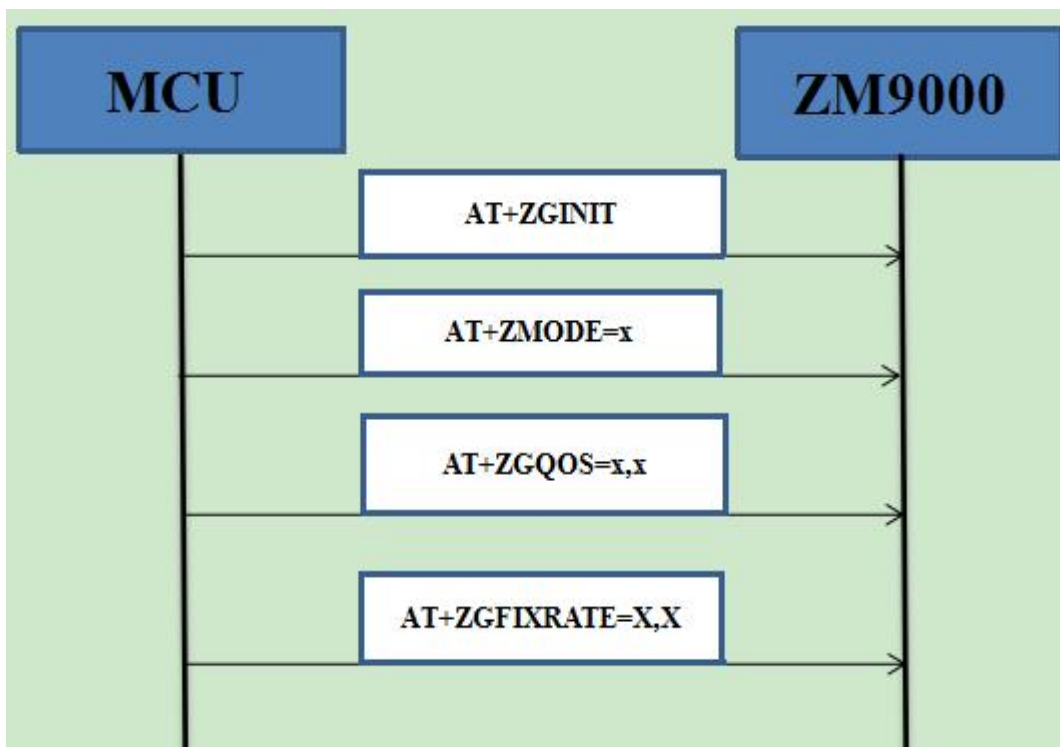 MCU
ZM9000
AT+ZGINIT
AT+ZMODE=x
AT+ZGQOS=x,x
AT+ZGFIXRATE=X,X